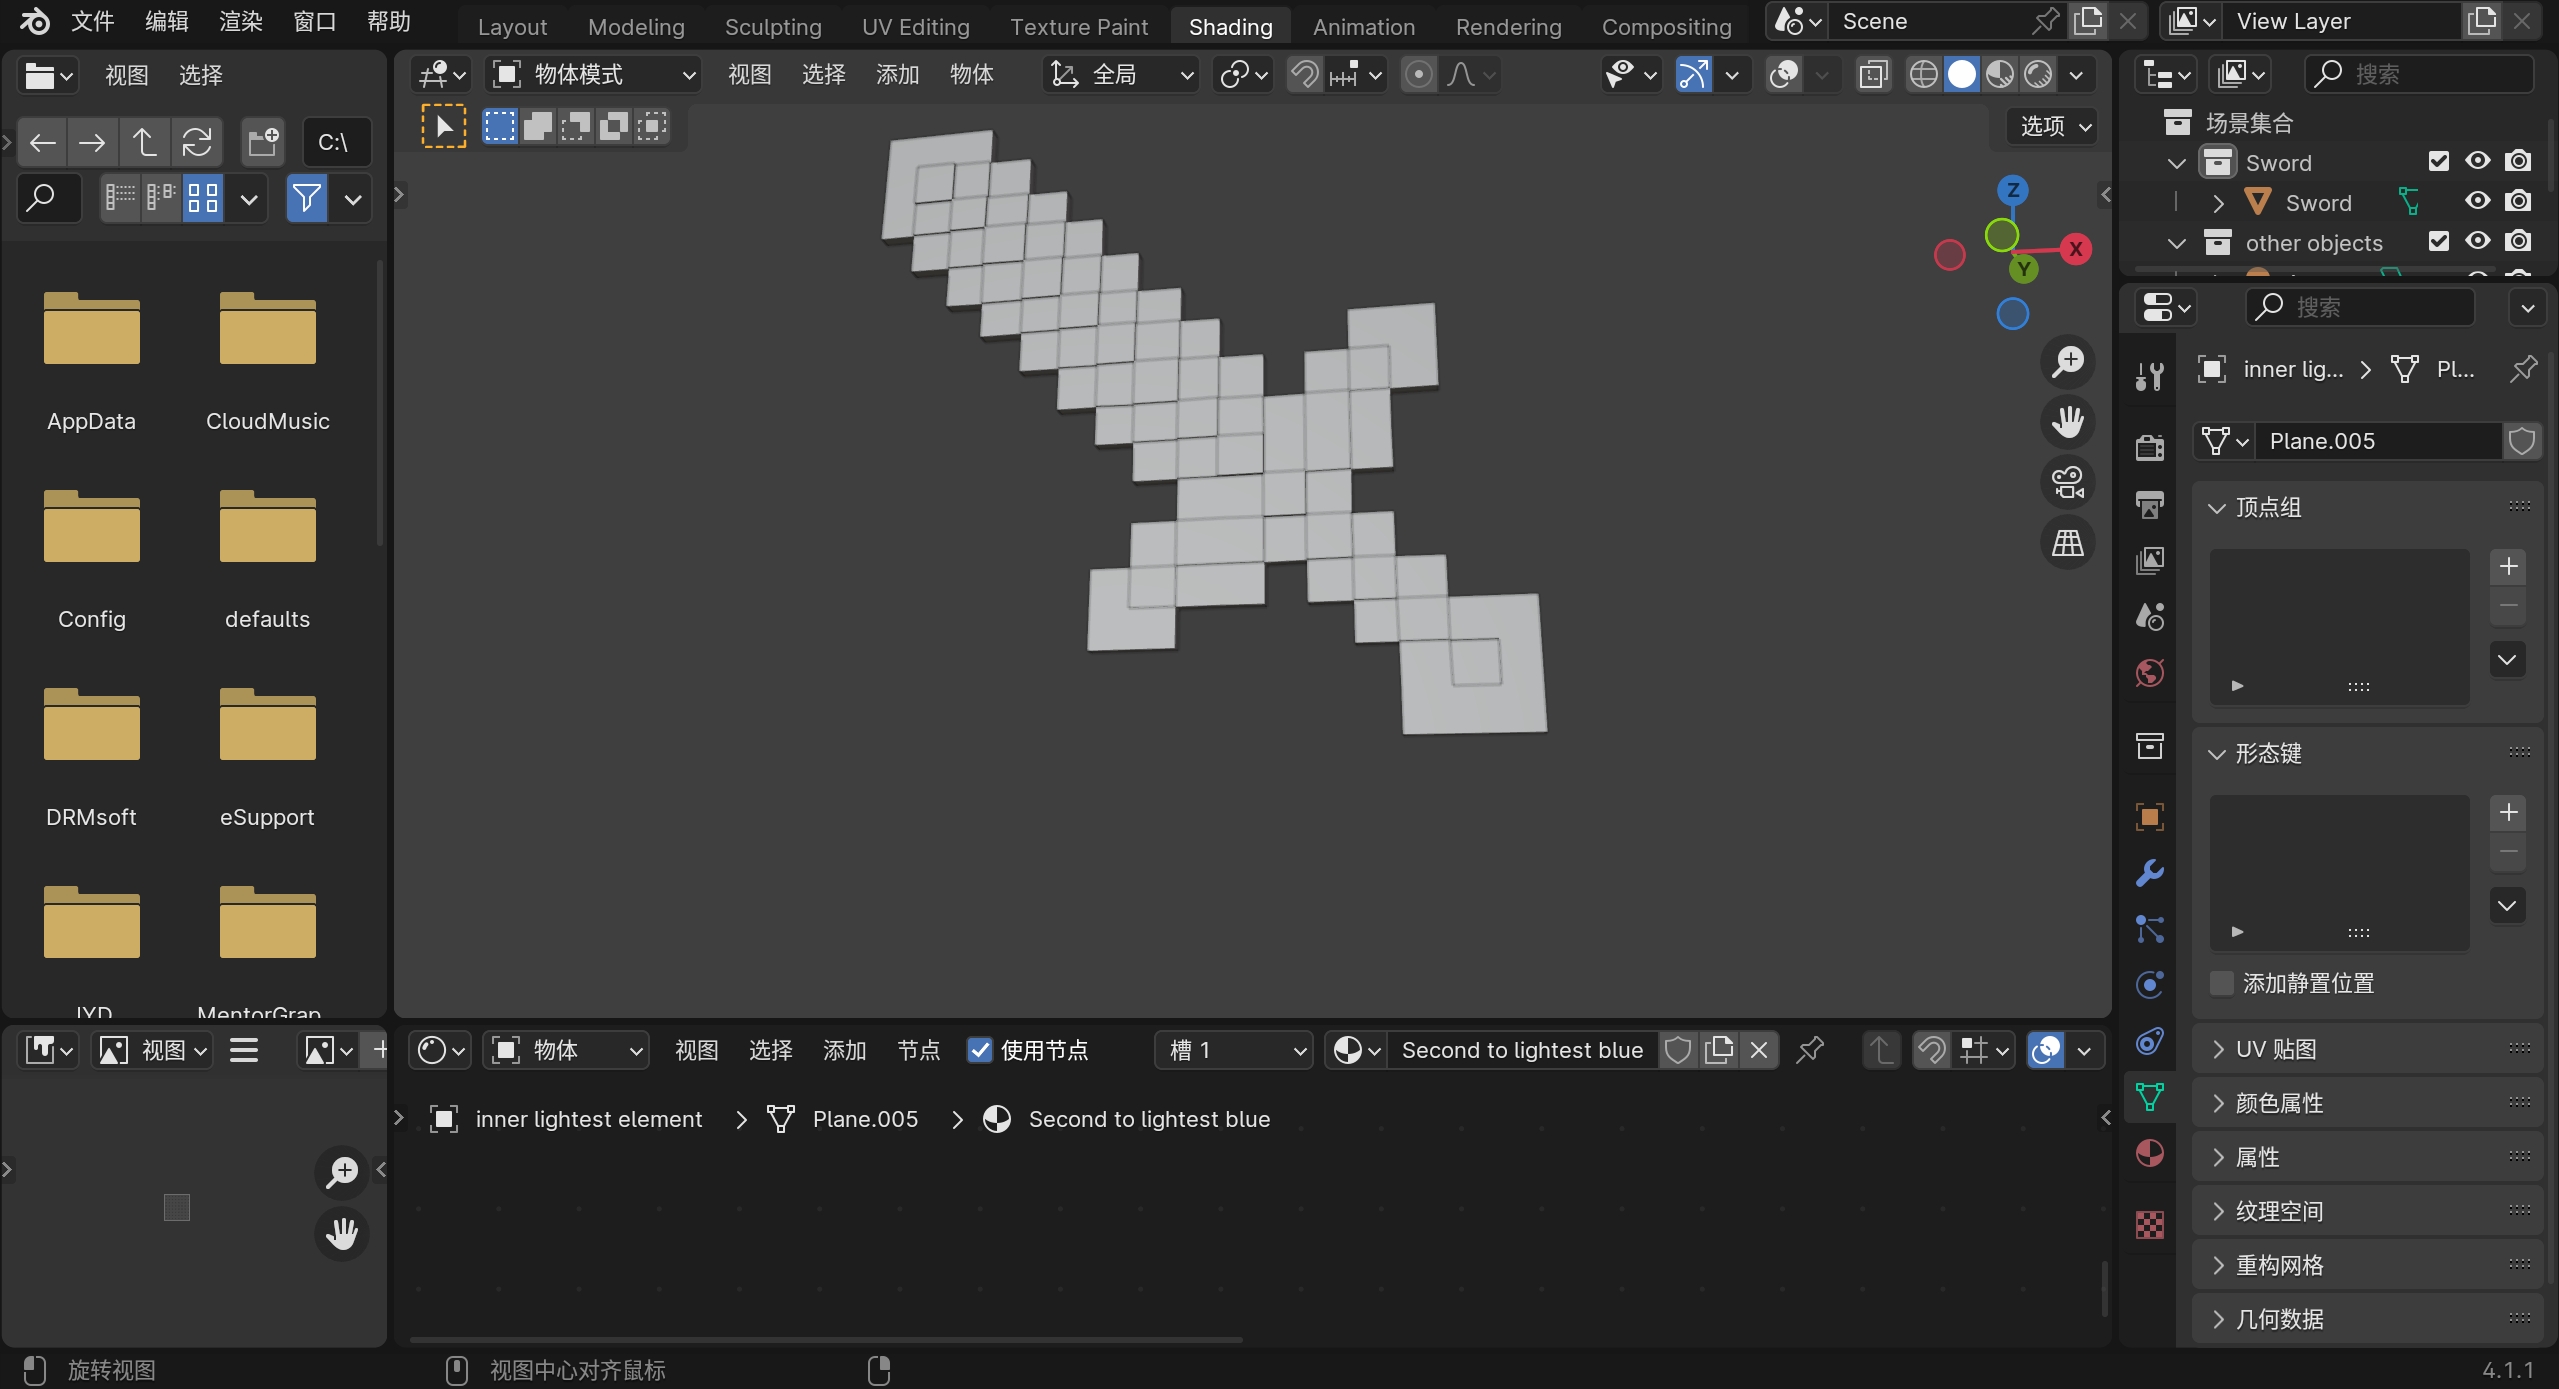 文件 编辑 渲染 窗口 帮助 Layout Modeling Sculpting UV Editing Texture Paint Shading Animation Rendering Compositing Scene View Layer
视图 选择
C:\
AppData CloudMusic
Config defaults
DRMsoft eSupport
物体模式 视图 选择 添加 物体 全局
选项
Z
X
Y
搜索
场景集合
Sword
Sword
other objects
搜索
inner lig... Pl...
Plane.005
顶点组
形态键
添加静置位置
UV 贴图
颜色属性
属性
纹理空间
重构网格
几何数据
视图
物体 视图 选择 添加 节点 使用节点 槽 1 Second to lightest blue
inner lightest element Plane.005 Second to lightest blue
旋转视图 视图中心对齐鼠标 4.1.1